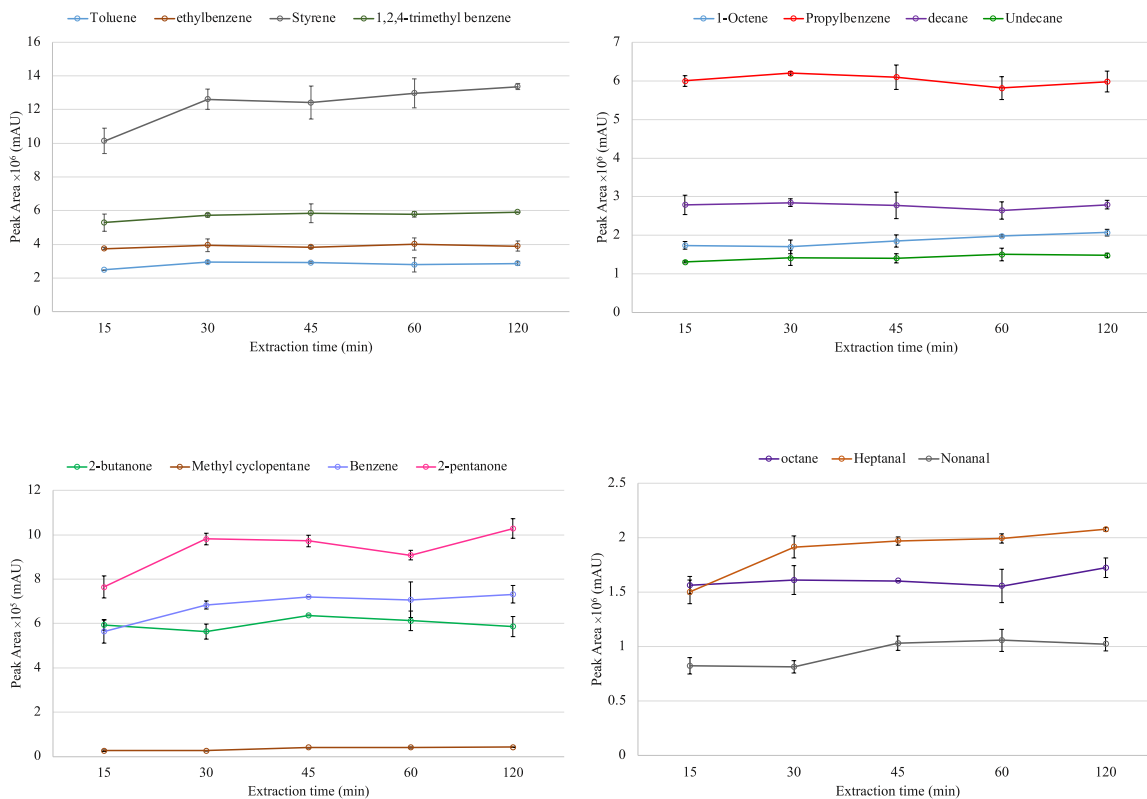 Toluene ethylbenzene Styrene 1,2,4-trimethyl benzene
16
14
12
10
8
6
4
2
0
Peak Area ×10⁶ (mAU)
15 30 45 60 120
Extraction time (min)
1-Octene Propylbenzene decane Undecane
7
6
5
4
3
2
1
0
Peak Area ×10⁶ (mAU)
15 30 45 60 120
Extraction time (min)
2-butanone Methyl cyclopentane Benzene 2-pentanone
12
10
8
6
4
2
0
Peak Area ×10⁵ (mAU)
15 30 45 60 120
Extraction time (min)
octane Heptanal Nonanal
2.5
2
1.5
1
0.5
0
Peak Area ×10⁶ (mAU)
15 30 45 60 120
Extraction time (min)